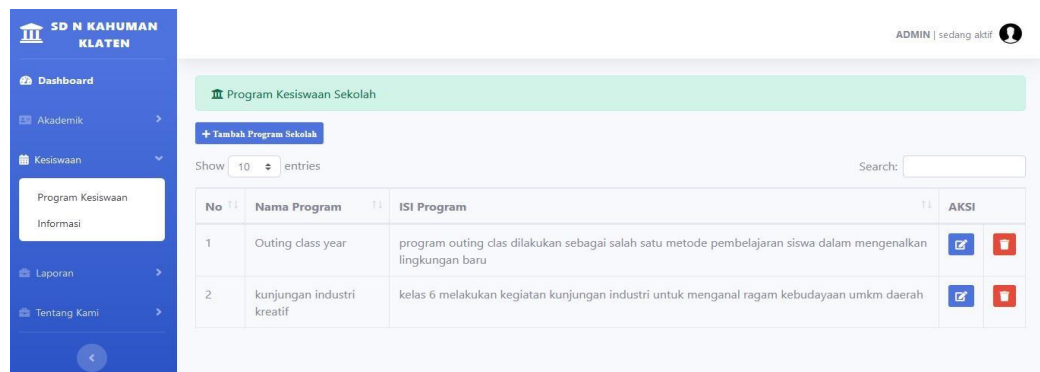 SD N KAHUMAN
KLATEN
ADMIN | sedang aktif
Dashboard
Akademik
Kesiswaan
Program Kesiswaan
Informasi
Laporan
Tentang Kami
Program Kesiswaan Sekolah
+ Tambah Program Sekolah
Show 10 entries
Search:
No Nama Program ISI Program AKSI
1 Outing class year program outing clas dilakukan sebagai salah satu metode pembelajaran siswa dalam mengenalkan
lingkungan baru
2 kunjungan industri kelas 6 melakukan kegiatan kunjungan industri untuk menganal ragam kebudayaan umkm daerah
kreatif